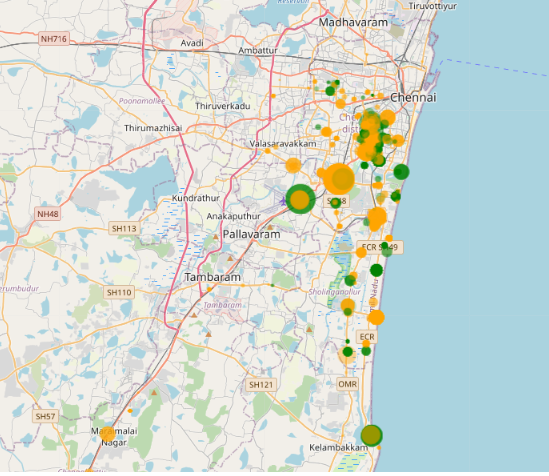 Tiruvottiyur
Madhavaram
NH716
Avadi
Ambattur
Poonamallee
Chennai
Thiruverkadu
Thirumazhisai
Valasaravakkam
Kundrathur
NH48
Anakaputhur
SH113
Pallavaram
ECR
Tambaram
SH110
Sholinganallur
Tambaram
ECR
SH121
OMR
SH57
Nagar
Kelambakkam